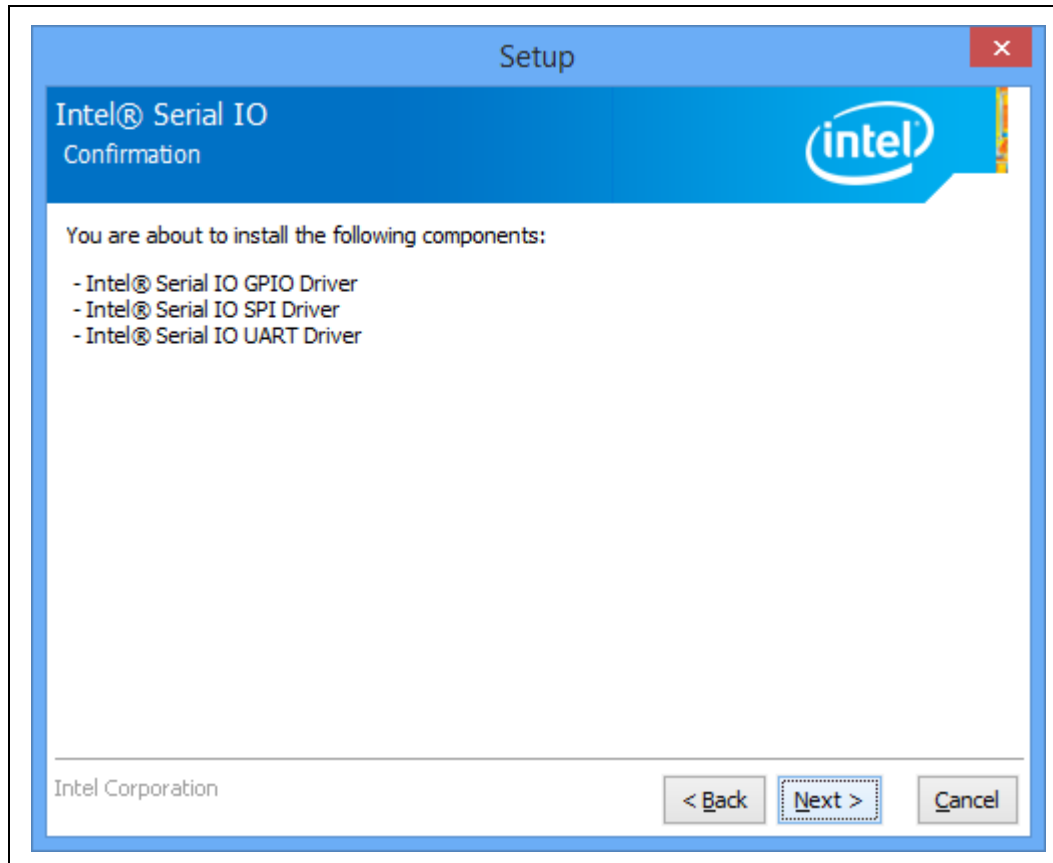 Setup
Intel® Serial IO
Confirmation
intel
You are about to install the following components:
- Intel® Serial IO GPIO Driver
- Intel® Serial IO SPI Driver
- Intel® Serial IO UART Driver
Intel Corporation
< Back
Next >
Cancel